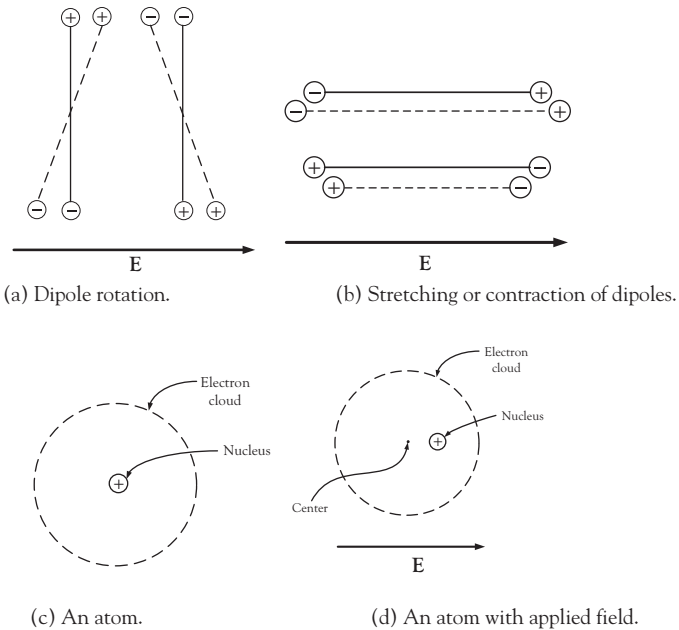 + + − −
− +
− +
+ −
+ −
− − + +
E
E
(a) Dipole rotation.
(b) Stretching or contraction of dipoles.
Electron
cloud
Nucleus
+
Electron
cloud
Nucleus
+
Center
E
(c) An atom.
(d) An atom with applied field.